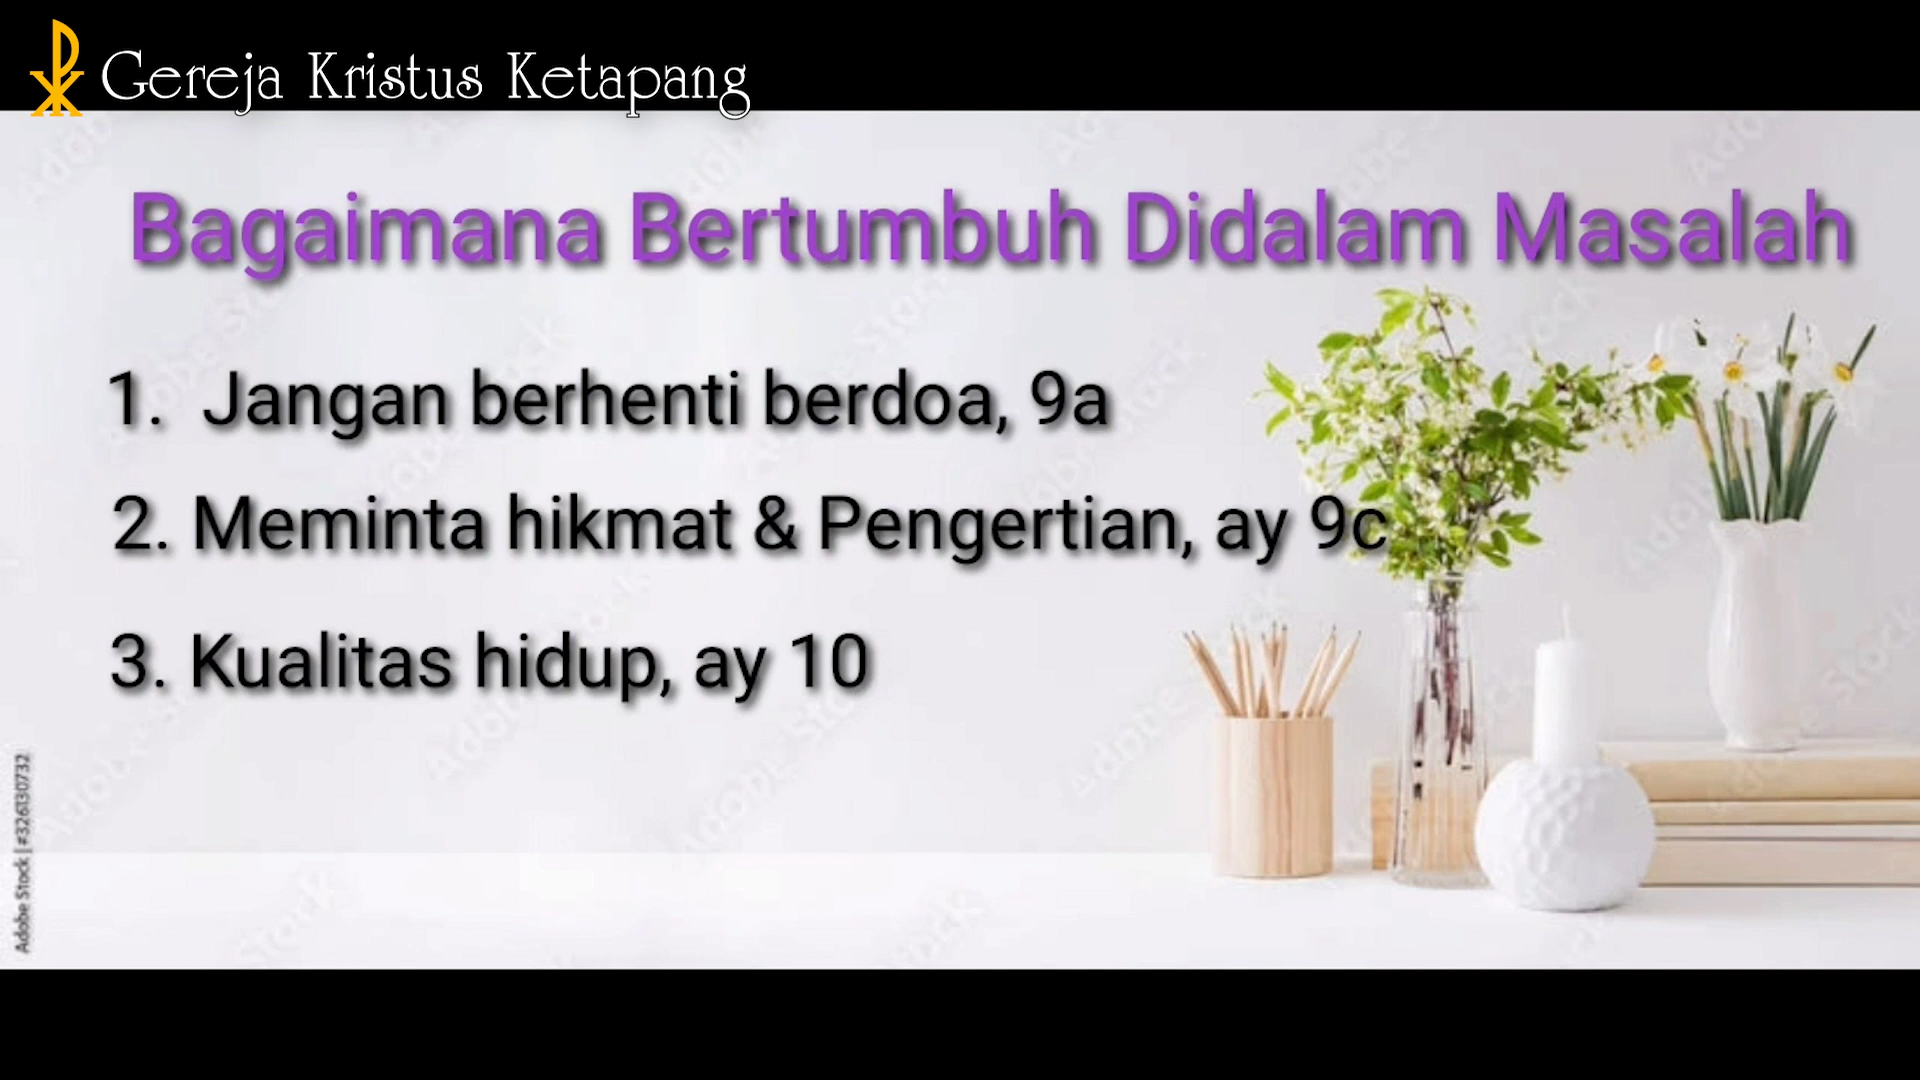 Gereja Kristus Ketapang
Bagaimana Bertumbuh Didalam Masalah
1. Jangan berhenti berdoa, 9a
2. Meminta hikmat & Pengertian, ay 9c
3. Kualitas hidup, ay 10
Adobe Stock | #326130732